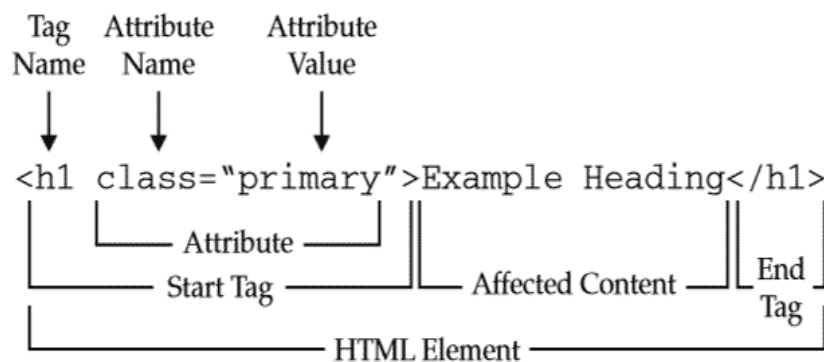 Tag Attribute Attribute
Name Name Value
<h1 class=“primary”>Example Heading</h1>
Attribute
Start Tag Affected Content End
Tag
HTML Element